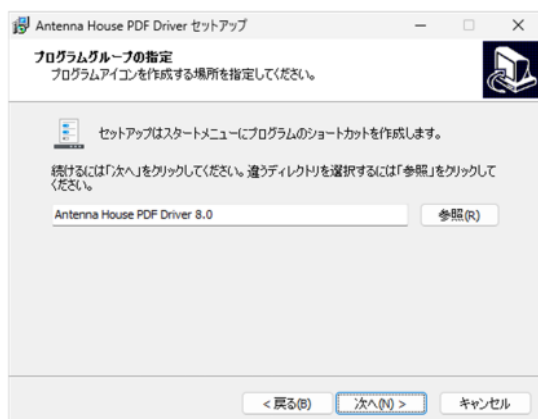 Antenna House PDF Driver セットアップ
プログラムグループの指定
プログラムアイコンを作成する場所を指定してください。
セットアップはスタートメニューにプログラムのショートカットを作成します。
続けるには「次へ」をクリックしてください。違うディレクトリを選択するには「参照」をクリックして
ください。
Antenna House PDF Driver 8.0
参照(R)
< 戻る(B)
次へ(N) >
キャンセル